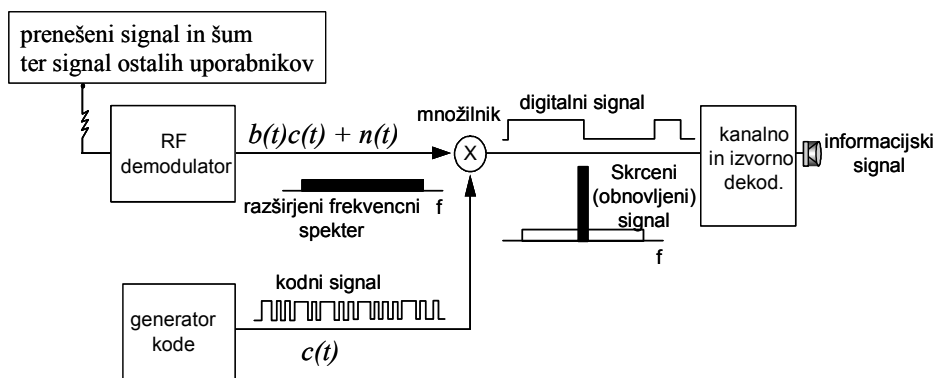 prenešeni signal in šum
ter signal ostalih uporabnikov
RF
demodulator
b(t)c(t) + n(t)
množilnik
X
digitalni signal
kanalno
in izvorno
dekod.
informacijski
signal
razširjeni frekvencni
spekter
f
Skrceni
(obnovljeni)
signal
f
kodni signal
generator
kode
c(t)